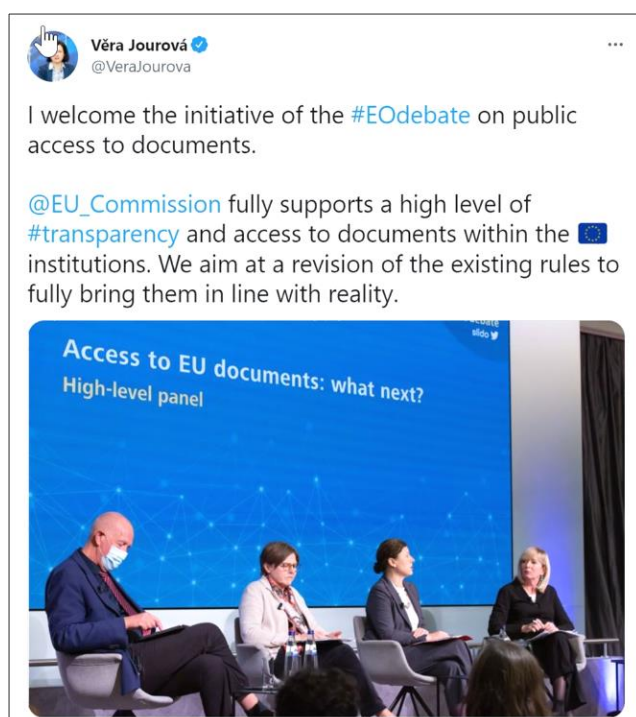 Věra Jourová
@VeraJourova
I welcome the initiative of the #EOdebate on public
access to documents.
@EU_Commission fully supports a high level of
#transparency and access to documents within the 🇪🇺
institutions. We aim at a revision of the existing rules to
fully bring them in line with reality.
slido
Access to EU documents: what next?
High-level panel